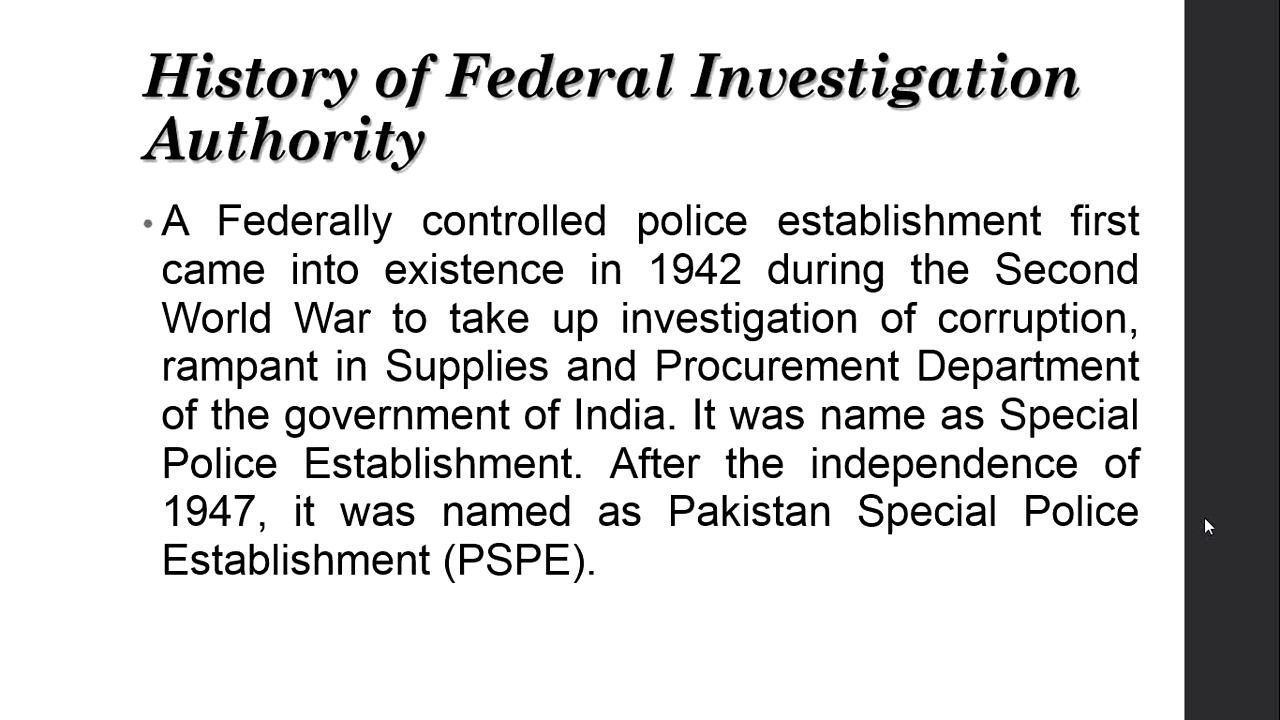 History of Federal Investigation
Authority
• A Federally controlled police establishment first
came into existence in 1942 during the Second
World War to take up investigation of corruption,
rampant in Supplies and Procurement Department
of the government of India. It was name as Special
Police Establishment. After the independence of
1947, it was named as Pakistan Special Police
Establishment (PSPE).